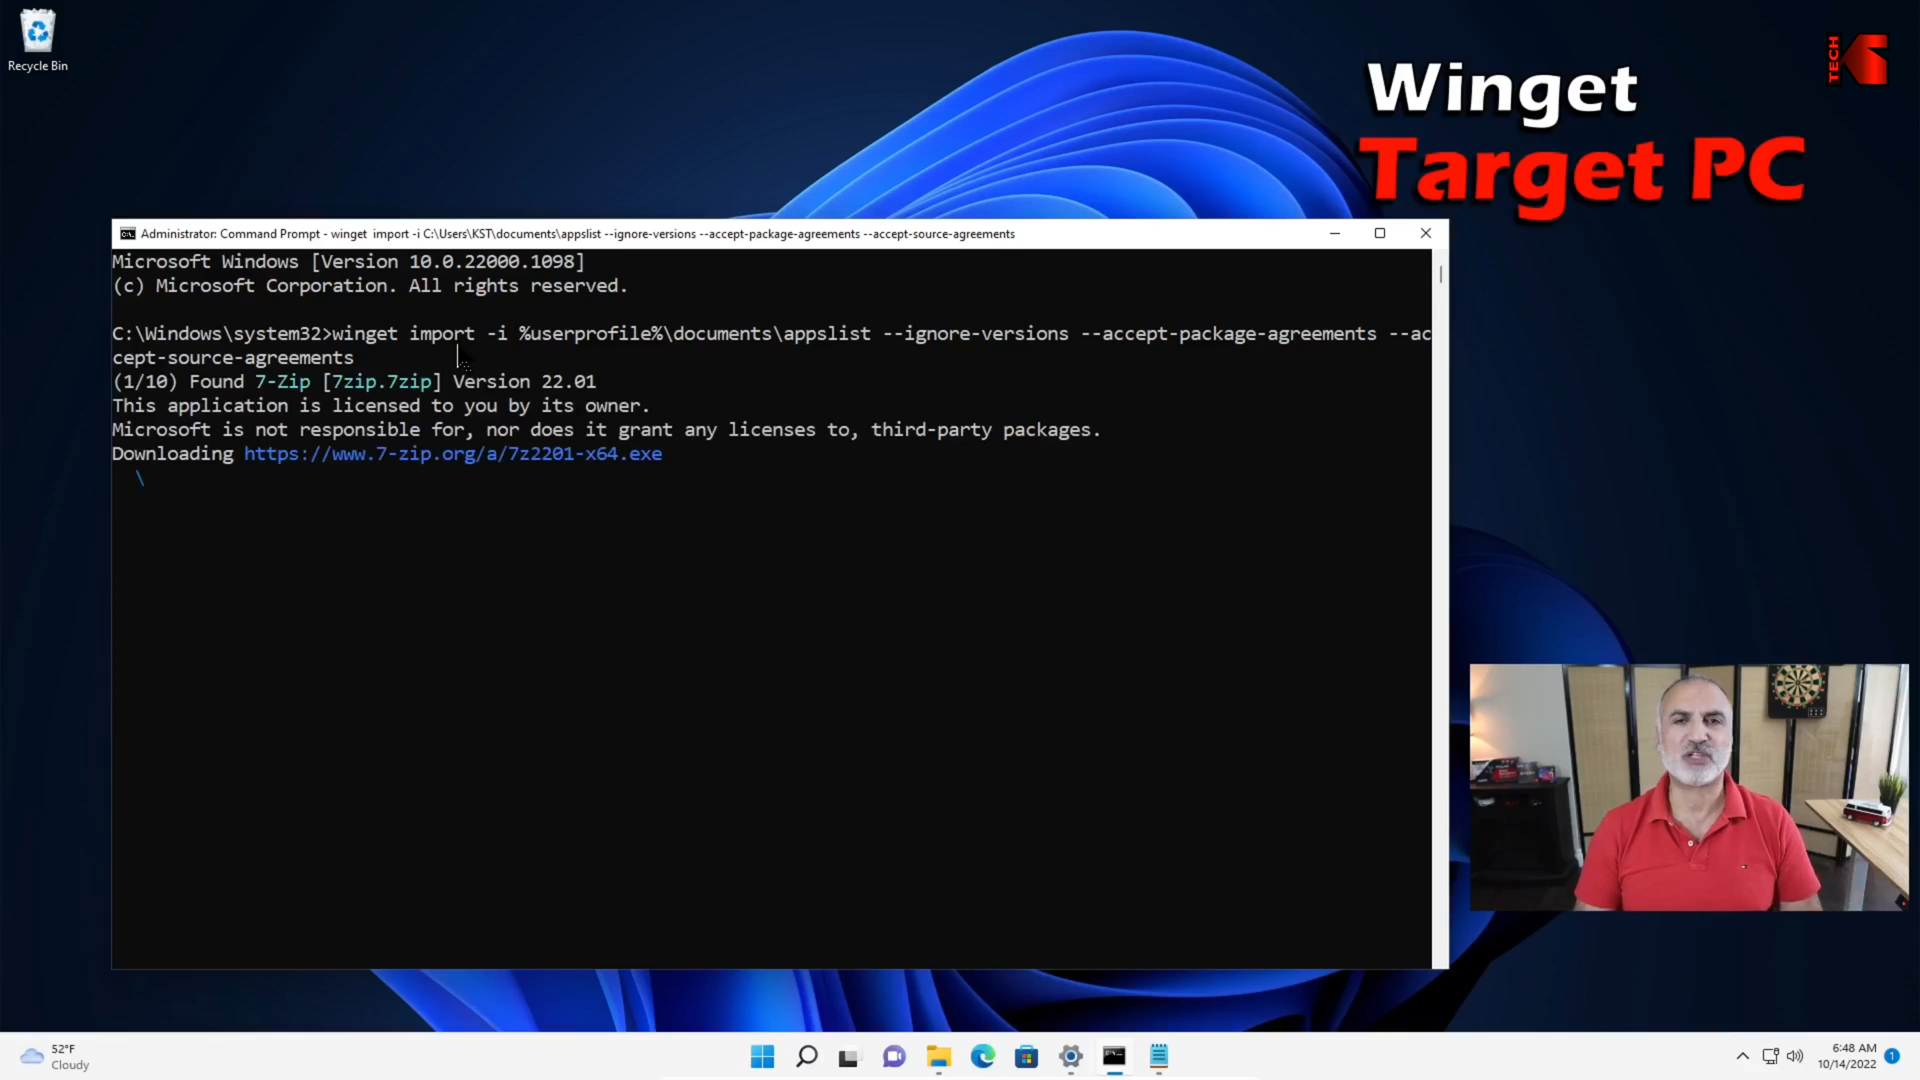 Recycle Bin
Winget
Target PC
TECH
Administrator: Command Prompt - winget  import -i C:\Users\KST\documents\appslist --ignore-versions --accept-package-agreements --accept-source-agreements
Microsoft Windows [Version 10.0.22000.1098]
(c) Microsoft Corporation. All rights reserved.
C:\Windows\system32>winget import -i %userprofile%\documents\appslist --ignore-versions --accept-package-agreements --ac
cept-source-agreements
(1/10) Found 7-Zip [7zip.7zip] Version 22.01
This application is licensed to you by its owner.
Microsoft is not responsible for, nor does it grant any licenses to, third-party packages.
Downloading https://www.7-zip.org/a/7z2201-x64.exe
\
52°F
Cloudy
6:48 AM
10/14/2022
1